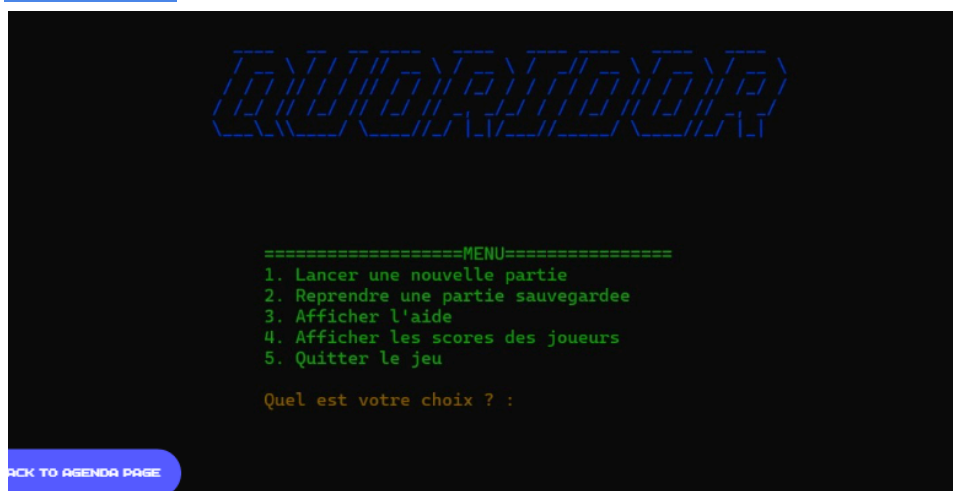 QUORIDOR
===================MENU================
1. Lancer une nouvelle partie
2. Reprendre une partie sauvegardee
3. Afficher l'aide
4. Afficher les scores des joueurs
5. Quitter le jeu
Quel est votre choix ? :
ACK TO AGENDA PAGE